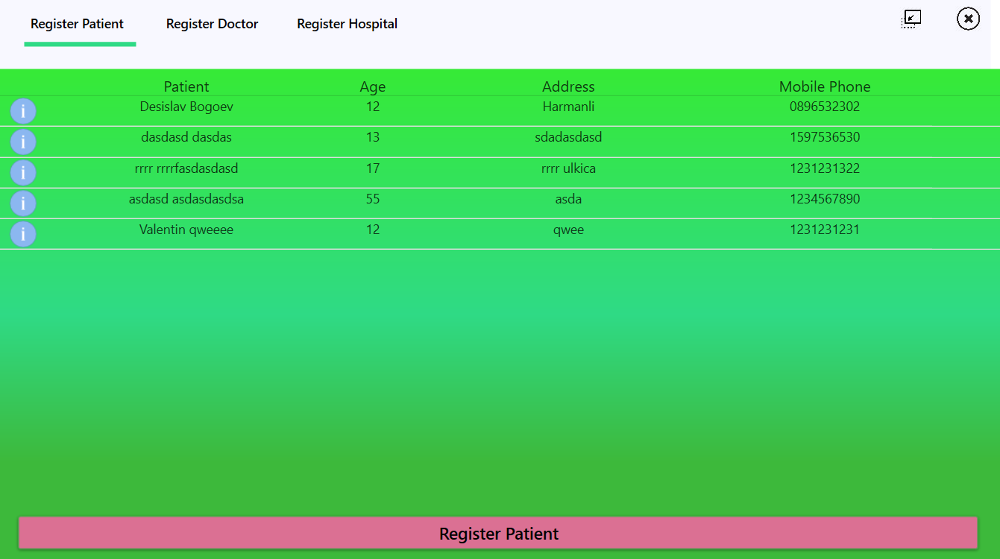 Register Patient Register Doctor Register Hospital
Patient Age Address Mobile Phone
i Desislav Bogoev 12 Harmanli 0896532302
i dasdasd dasdas 13 sdadasdasd 1597536530
i rrrr rrrrfasdasdasd 17 rrrr ulkica 1231231322
i asdasd asdasdasdsa 55 asda 1234567890
i Valentin qweeee 12 qwee 1231231231
Register Patient